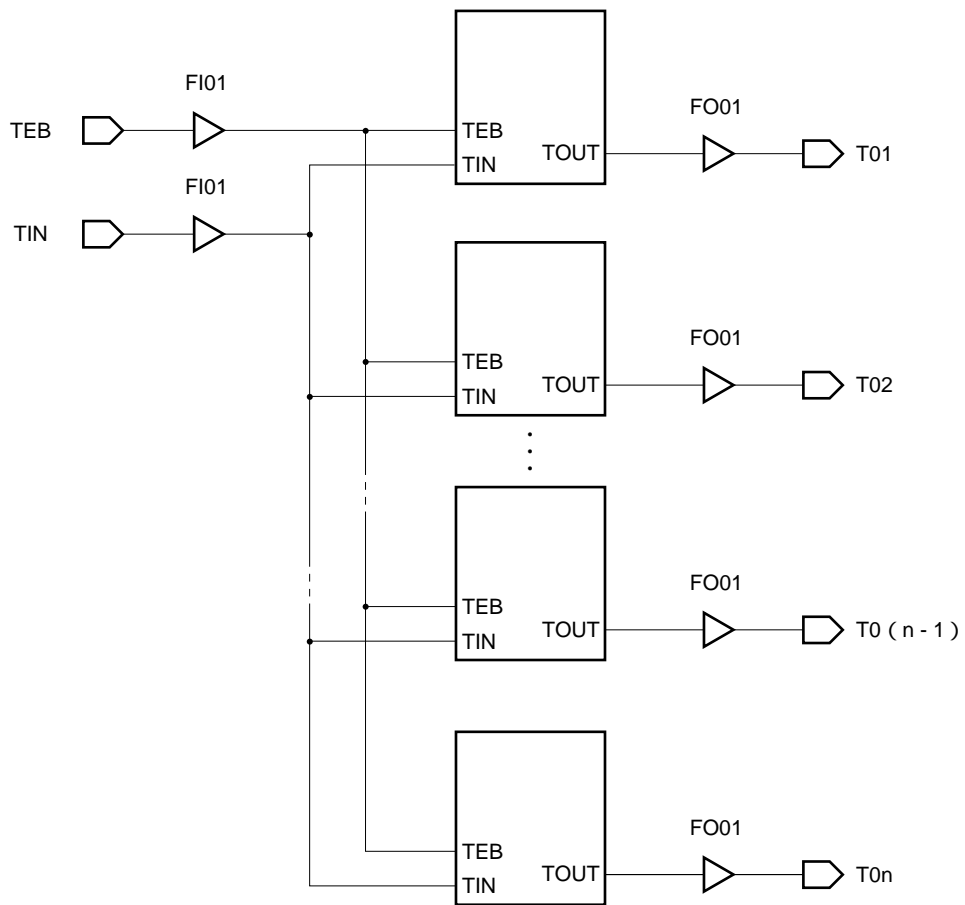 FI01
FO01
TEB
TEB
TOUT
T01
TIN
FI01
TIN
FO01
TEB
TOUT
T02
TIN
FO01
TEB
TOUT
T0 ( n - 1 )
TIN
FO01
TEB
TOUT
T0n
TIN